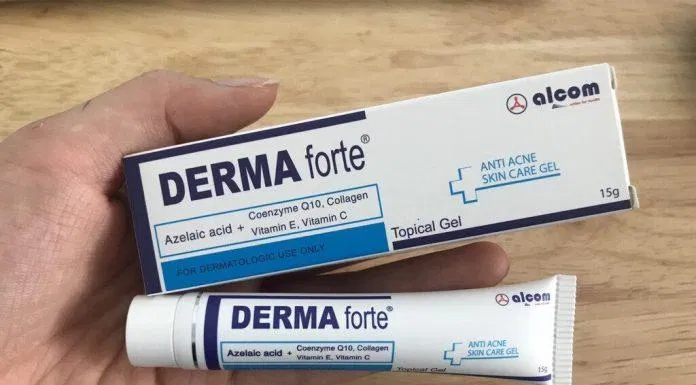 alcom
DERMA forte®
Azelaic acid + Coenzyme Q10, Collagen
Vitamin E, Vitamin C
FOR DERMATOLOGIC USE ONLY
ANTI ACNE
SKIN CARE GEL
Topical Gel
15g
alcom
DERMA forte®
Azelaic acid + Coenzyme Q10, Collagen
Vitamin E, Vitamin C
ANTI ACNE
SKIN CARE GEL
Topical Gel
15g